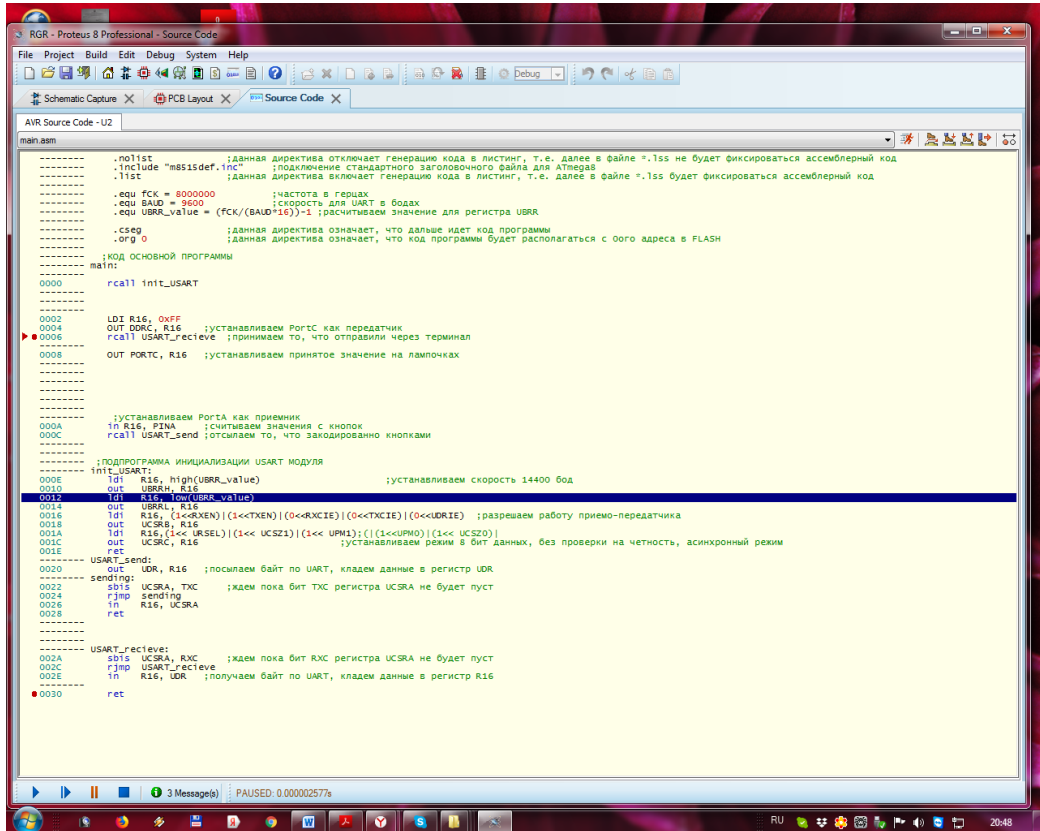 RGR - Proteus 8 Professional - Source Code
File Project Build Edit Debug System Help
Debug
Schematic Capture PCB Layout Source Code
AVR Source Code - U2
main.asm
-------- .nolist ;данная директива отключает генерацию кода в листинг, т.е. далее в файле *.lss не будет фиксироваться ассемблерный код
-------- .include "m8515def.inc" ;подключение стандартного заголовочного файла для ATmega8
-------- .list ;данная директива включает генерацию кода в листинг, т.е. далее в файле *.lss будет фиксироваться ассемблерный код
--------
-------- .equ fCK = 8000000 ;частота в герцах
-------- .equ BAUD = 9600 ;скорость для UART в бодах
-------- .equ UBRR_value = (fCK/(BAUD*16))-1 ;расчитываем значение для регистра UBRR
--------
-------- .cseg ;данная директива означает, что дальше идет код программы
-------- .org 0 ;данная директива означает, что код программы будет располагаться с 0ого адреса в FLASH
--------
-------- ;КОД ОСНОВНОЙ ПРОГРАММЫ
-------- main:
--------
0000 rcall init_USART
--------
--------
--------
0002 LDI R16, 0xFF
0004 OUT DDRC, R16 ;устанавливаем PortC как передатчик
0006 rcall USART_recieve ;принимаем то, что отправили через терминал
--------
0008 OUT PORTC, R16 ;устанавливаем принятое значение на лампочках
--------
--------
--------
--------
--------
--------
-------- ;устанавливаем PortA как приемник
000A in R16, PINA ;считываем значения с кнопок
000C rcall USART_send ;отсылаем то, что закодированно кнопками
--------
--------
-------- ;ПОДПРОГРАММА ИНИЦИАЛИЗАЦИИ USART МОДУЛЯ
-------- init_USART:
000E ldi R16, high(UBRR_value) ;устанавливаем скорость 14400 бод
0010 out UBRRH, R16
0012 ldi R16, low(UBRR_value)
0014 out UBRRL, R16
0016 ldi R16, (1<<RXEN)|(1<<TXEN)|(0<<RXCIE)|(0<<TXCIE)|(0<<UDRIE) ;разрешаем работу приемо-передатчика
0018 out UCSRB, R16
001A ldi R16,(1<< URSEL)|(1<< UCSZ1)|(1<< UPM1);(|(1<<UPM0)|(1<< UCSZ0)|
001C out UCSRC, R16 ;устанавливаем режим 8 бит данных, без проверки на четность, асинхронный режим
001E ret
-------- USART_send:
0020 out UDR, R16 ;посылаем байт по UART, кладем данные в регистр UDR
-------- sending:
0022 sbis UCSRA, TXC ;ждем пока бит TXC регистра UCSRA не будет пуст
0024 rjmp sending
0026 in R16, UCSRA
0028 ret
--------
--------
--------
-------- USART_recieve:
002A sbis UCSRA, RXC ;ждем пока бит RXC регистра UCSRA не будет пуст
002C rjmp USART_recieve
002E in R16, UDR ;получаем байт по UART, кладем данные в регистр R16
--------
0030 ret
3 Message(s) PAUSED: 0.000002577s
RU 20:48